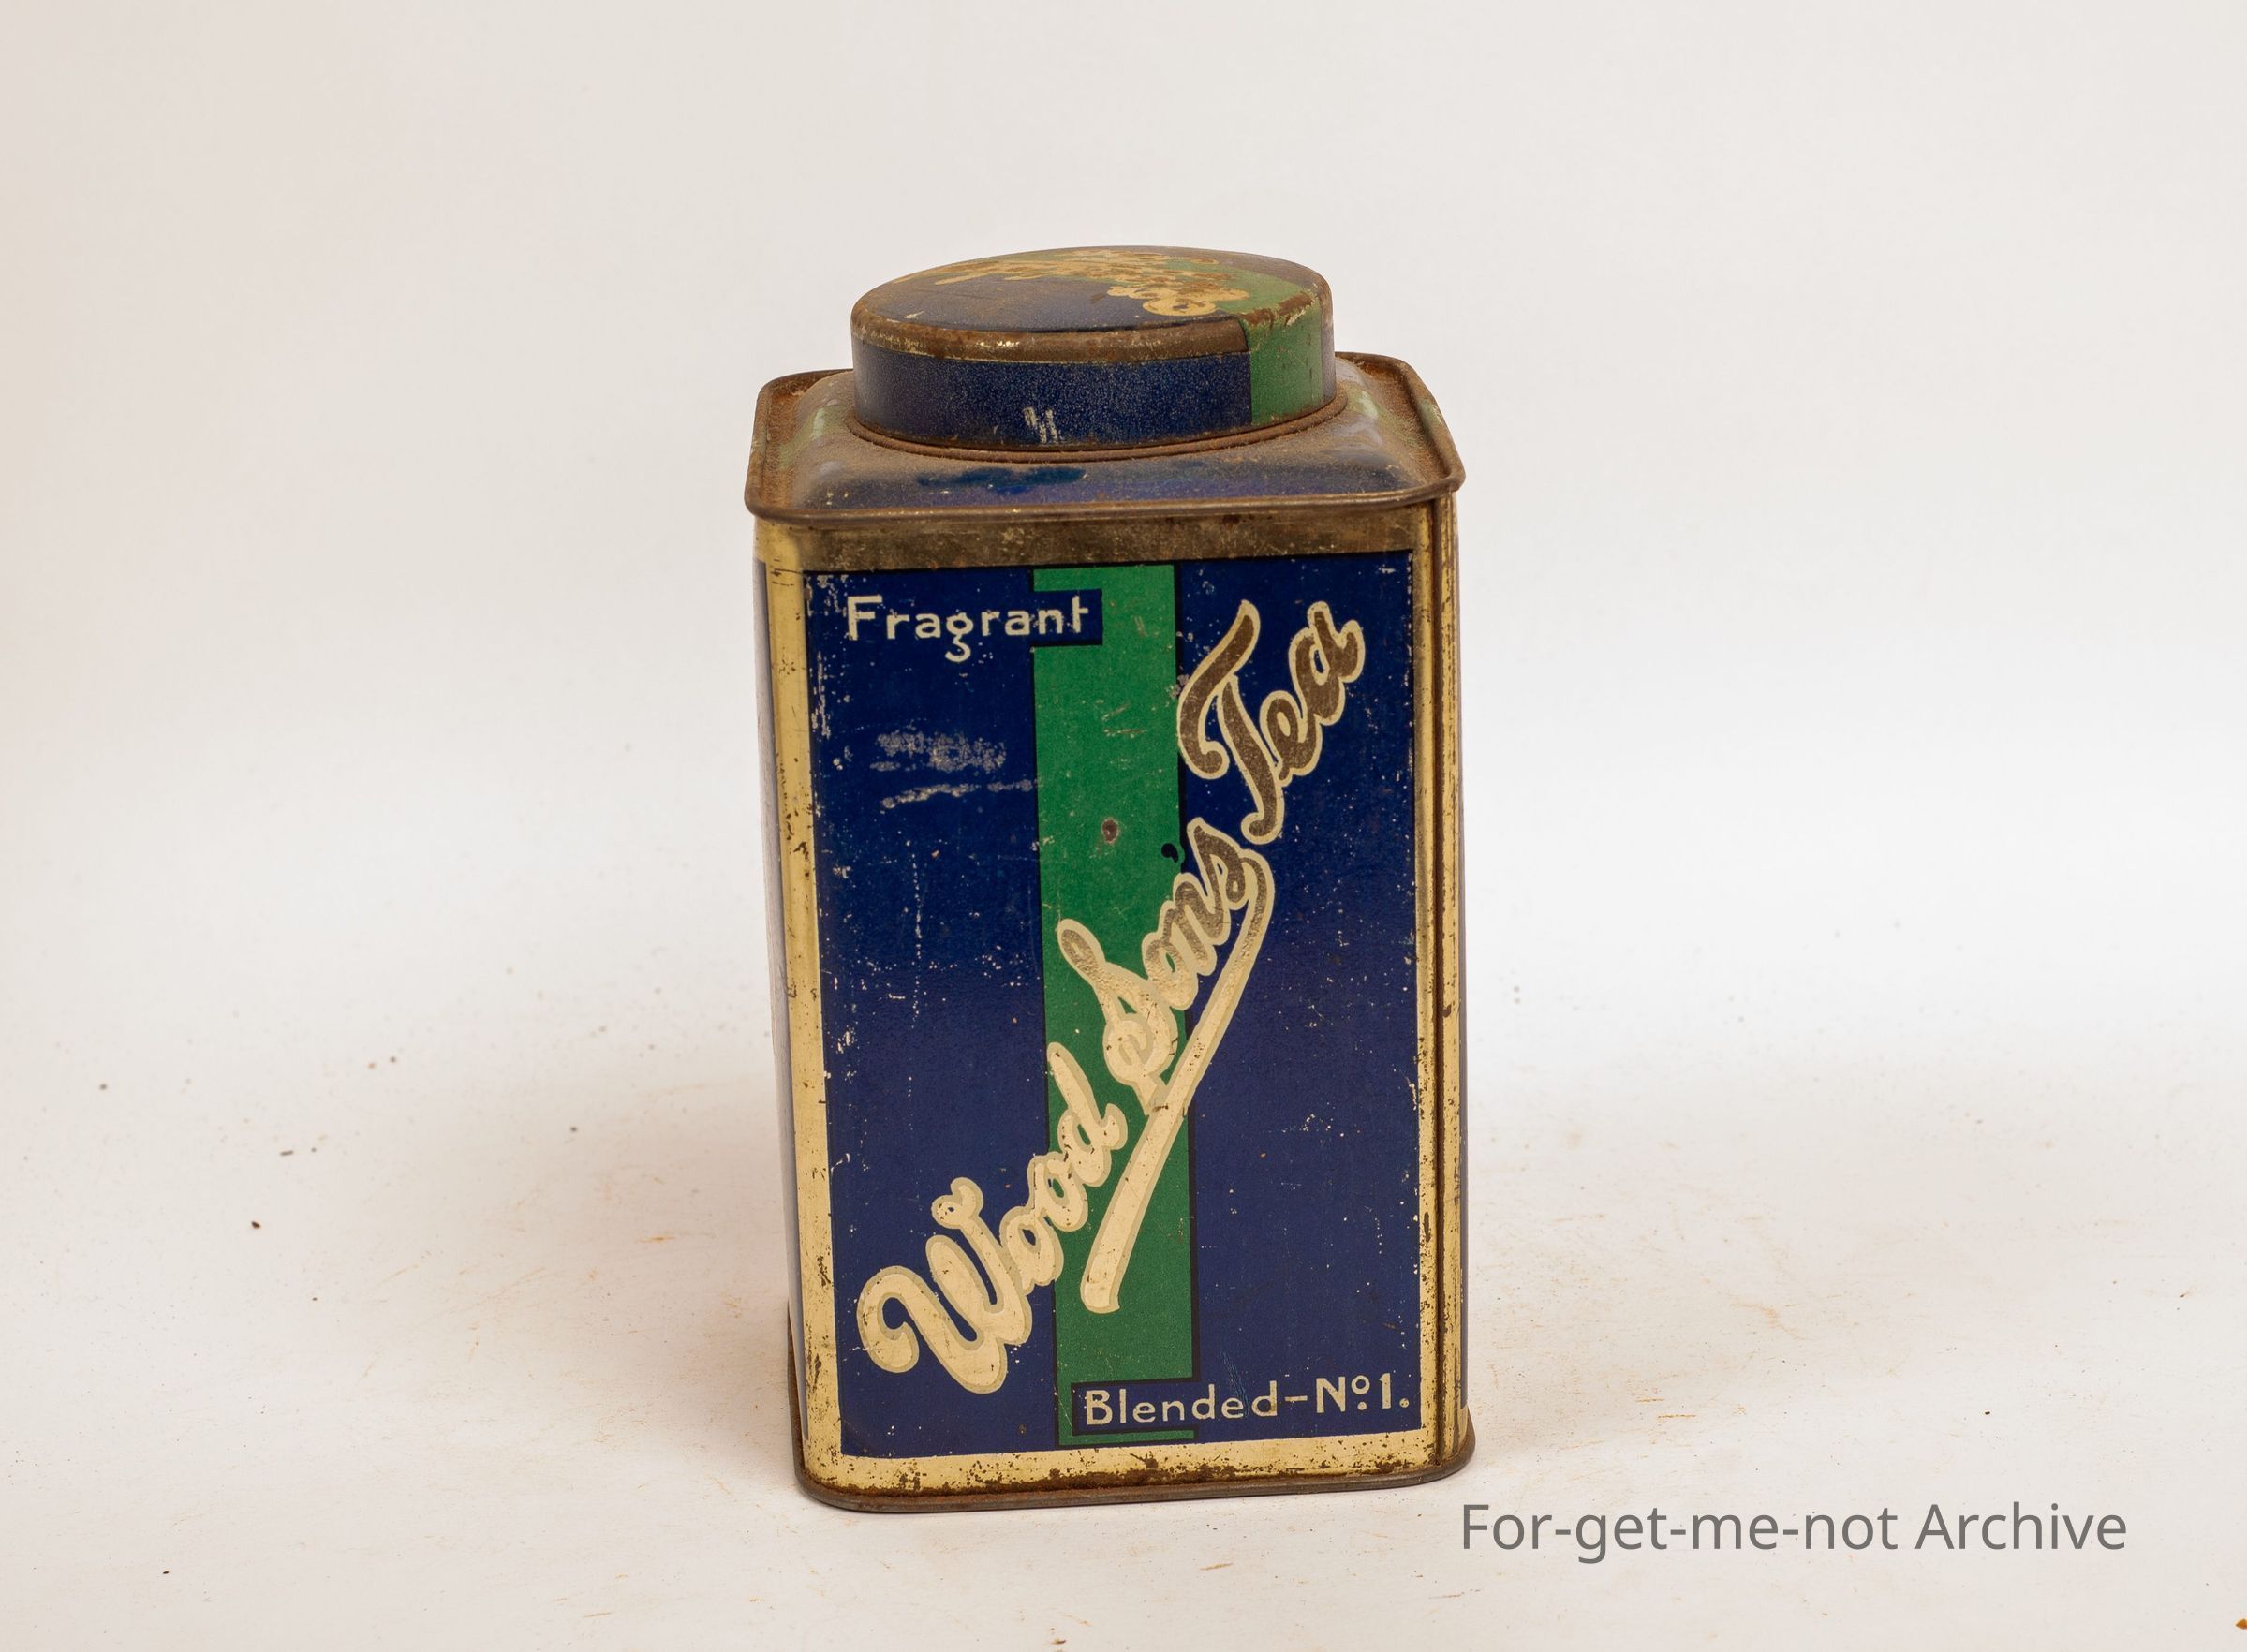 Fragrant
Wood & Son's Tea
Blended-Nº1.
For-get-me-not Archive